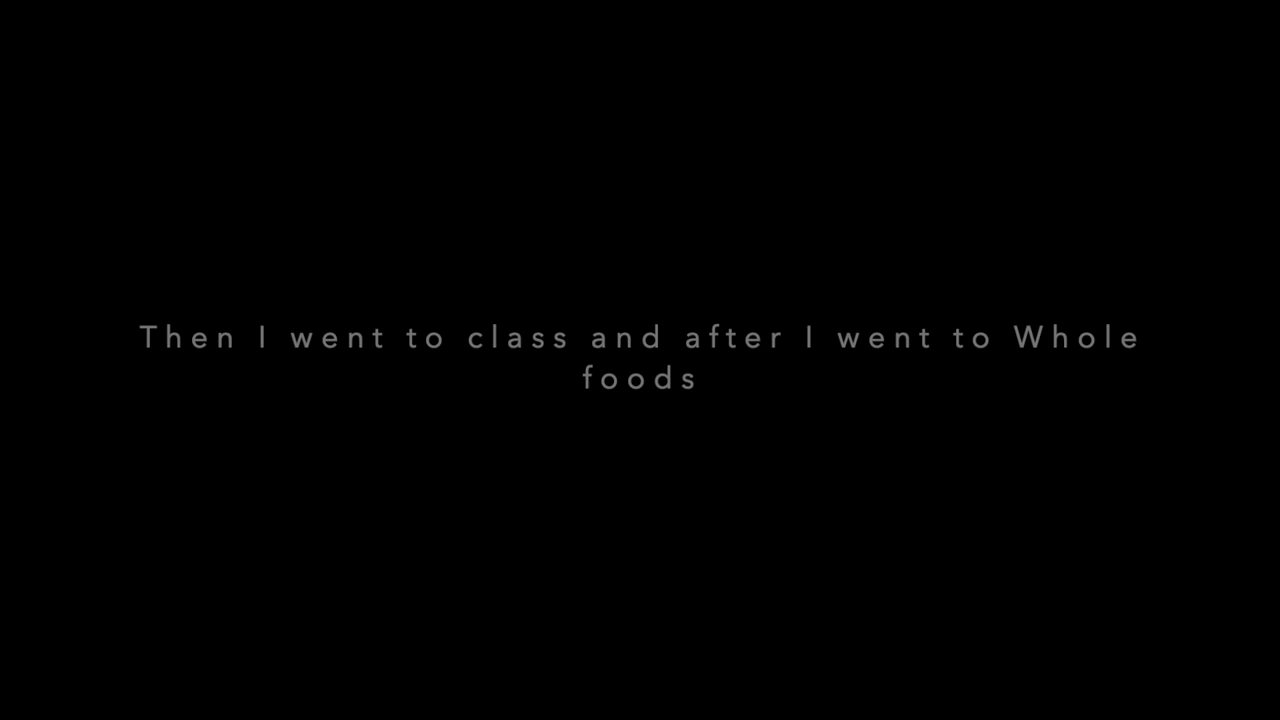 Then I went to class and after I went to Whole
foods